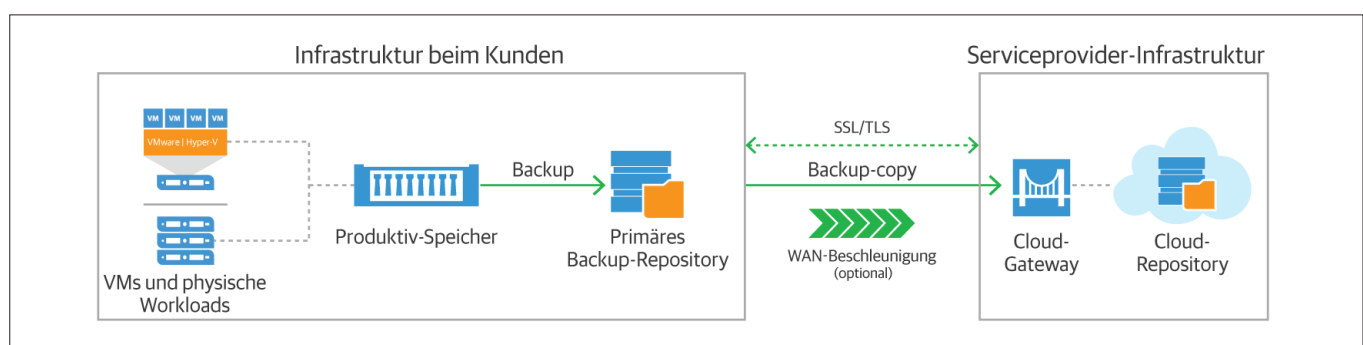 Infrastruktur beim Kunden
VM VM VM VM
VMware | Hyper-V
VMs und physische
Workloads
Produktiv-Speicher
Backup
Primäres
Backup-Repository
SSL/TLS
Backup-copy
WAN-Beschleunigung
(optional)
Serviceprovider-Infrastruktur
Cloud-
Gateway
Cloud-
Repository